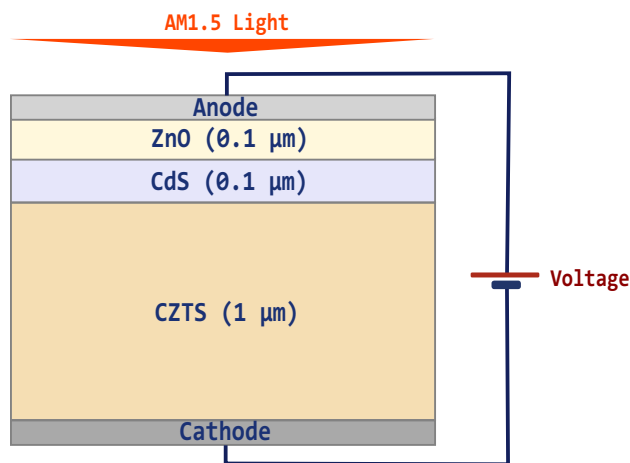 AM1.5 Light
Anode
ZnO (0.1 μm)
CdS (0.1 μm)
CZTS (1 μm)
Voltage
Cathode